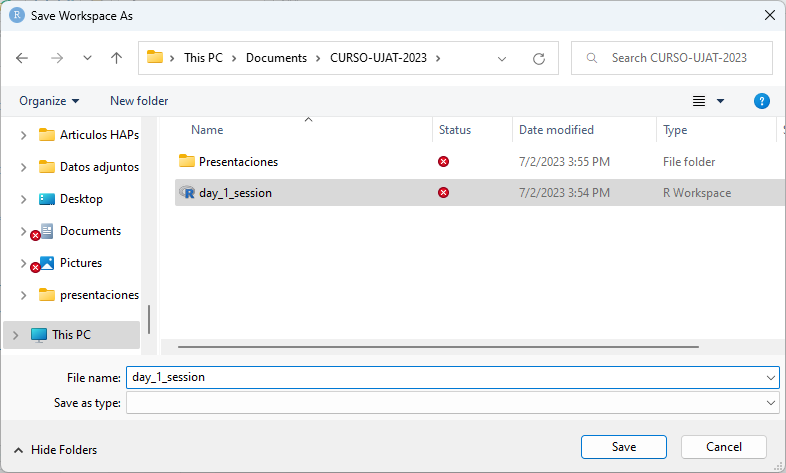 Save Workspace As
This PC > Documents > CURSO-UJAT-2023 >
Search CURSO-UJAT-2023
Organize New folder
Name Status Date modified Type
Articulos HAPs
Datos adjuntos
Desktop
Documents
Pictures
presentaciones
This PC
Presentaciones 7/2/2023 3:55 PM File folder
day_1_session 7/2/2023 3:54 PM R Workspace
File name: day_1_session
Save as type:
Hide Folders Save Cancel